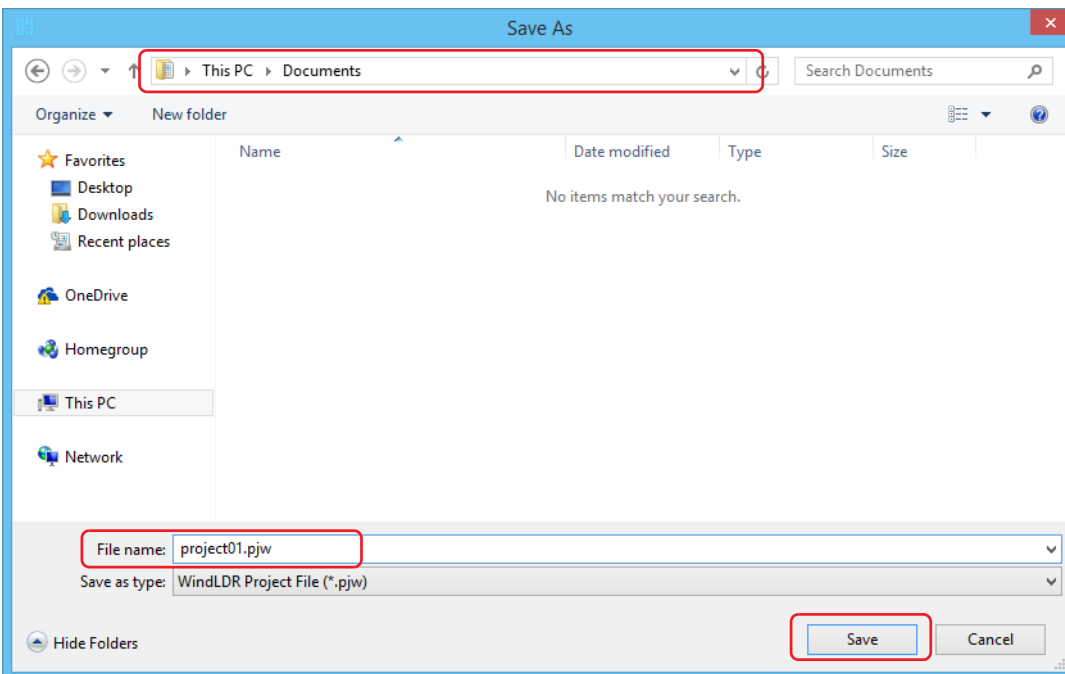 Save As
This PC Documents
Search Documents
Organize New folder
Name Date modified Type Size
No items match your search.
Favorites
Desktop
Downloads
Recent places
OneDrive
Homegroup
This PC
Network
File name: project01.pjw
Save as type: WindLDR Project File (*.pjw)
Hide Folders
Save Cancel